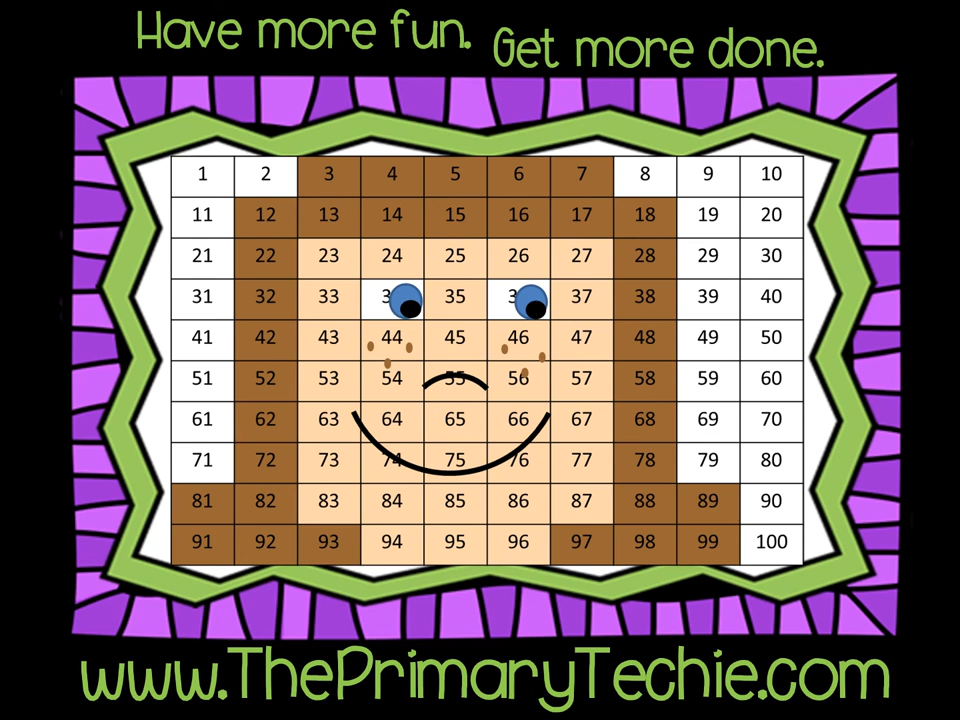 Have more fun. Get more done.
1 2 3 4 5 6 7 8 9 10
11 12 13 14 15 16 17 18 19 20
21 22 23 24 25 26 27 28 29 30
31 32 33 35 37 38 39 40
41 42 43 44 45 46 47 48 49 50
51 52 53 54 55 56 57 58 59 60
61 62 63 64 65 66 67 68 69 70
71 72 73 74 75 76 77 78 79 80
81 82 83 84 85 86 87 88 89 90
91 92 93 94 95 96 97 98 99 100
www.ThePrimaryTechie.com